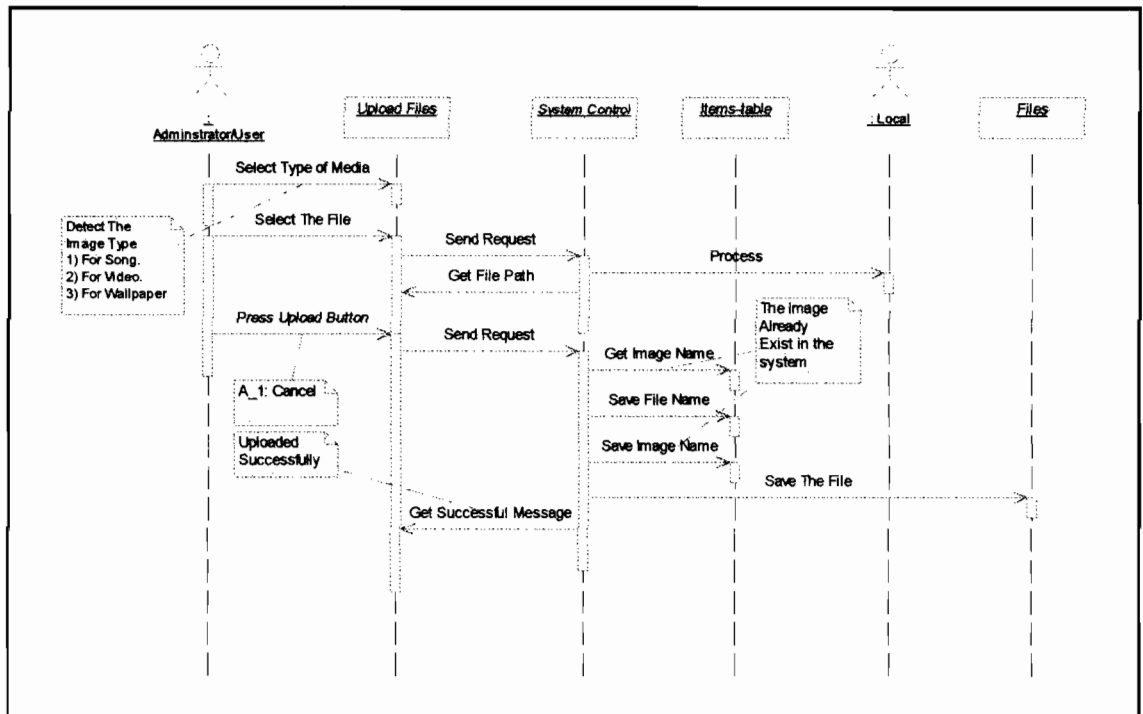 Upload Files
System Control
Items-table
Files
:
Adminstrator/User
: Local
Select Type of Media
Detect The
Image Type
1) For Song.
2) For Video.
3) For Wallpaper
Select The File
Send Request
Process
Get File Path
The image
Already
Exist in the
system
Press Upload Button
Send Request
Get Image Name
A_1: Cancel
Save File Name
Uploaded
Successfully
Save Image Name
Save The File
Get Successful Message